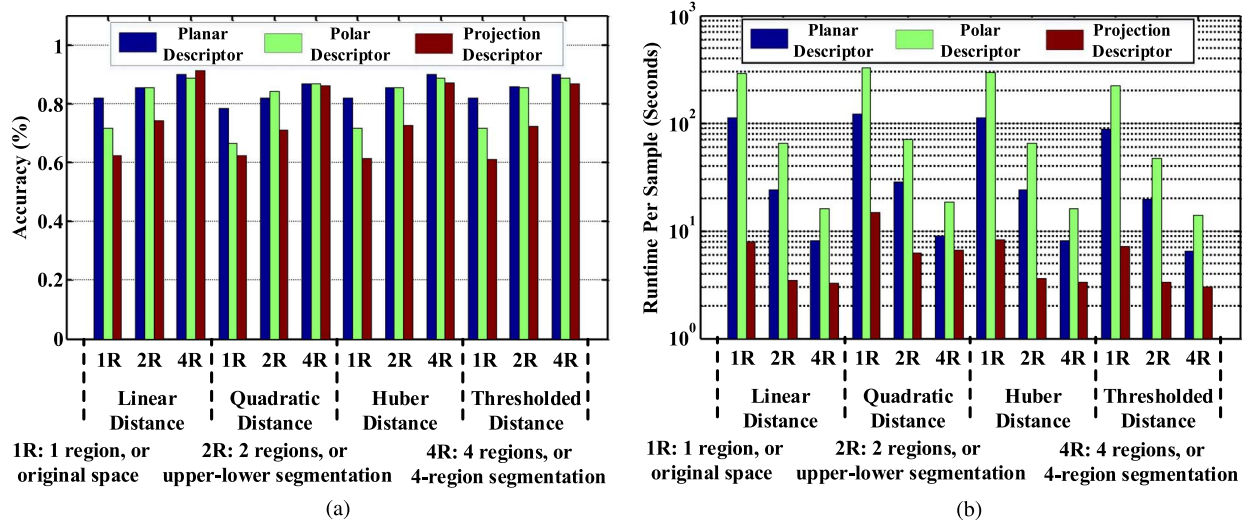 Planar Descriptor
Polar Descriptor
Projection Descriptor
Accuracy (%)
1
0.8
0.6
0.4
0.2
0
1R 2R 4R 1R 2R 4R 1R 2R 4R 1R 2R 4R
Linear Distance
Quadratic Distance
Huber Distance
Thresholded Distance
1R: 1 region, or
original space
2R: 2 regions, or
upper-lower segmentation
4R: 4 regions, or
4-region segmentation
(a)
Planar Descriptor
Polar Descriptor
Projection Descriptor
Runtime Per Sample (Seconds)
10³
10²
10¹
10⁰
1R 2R 4R 1R 2R 4R 1R 2R 4R 1R 2R 4R
Linear Distance
Quadratic Distance
Huber Distance
Thresholded Distance
1R: 1 region, or
original space
2R: 2 regions, or
upper-lower segmentation
4R: 4 regions, or
4-region segmentation
(b)